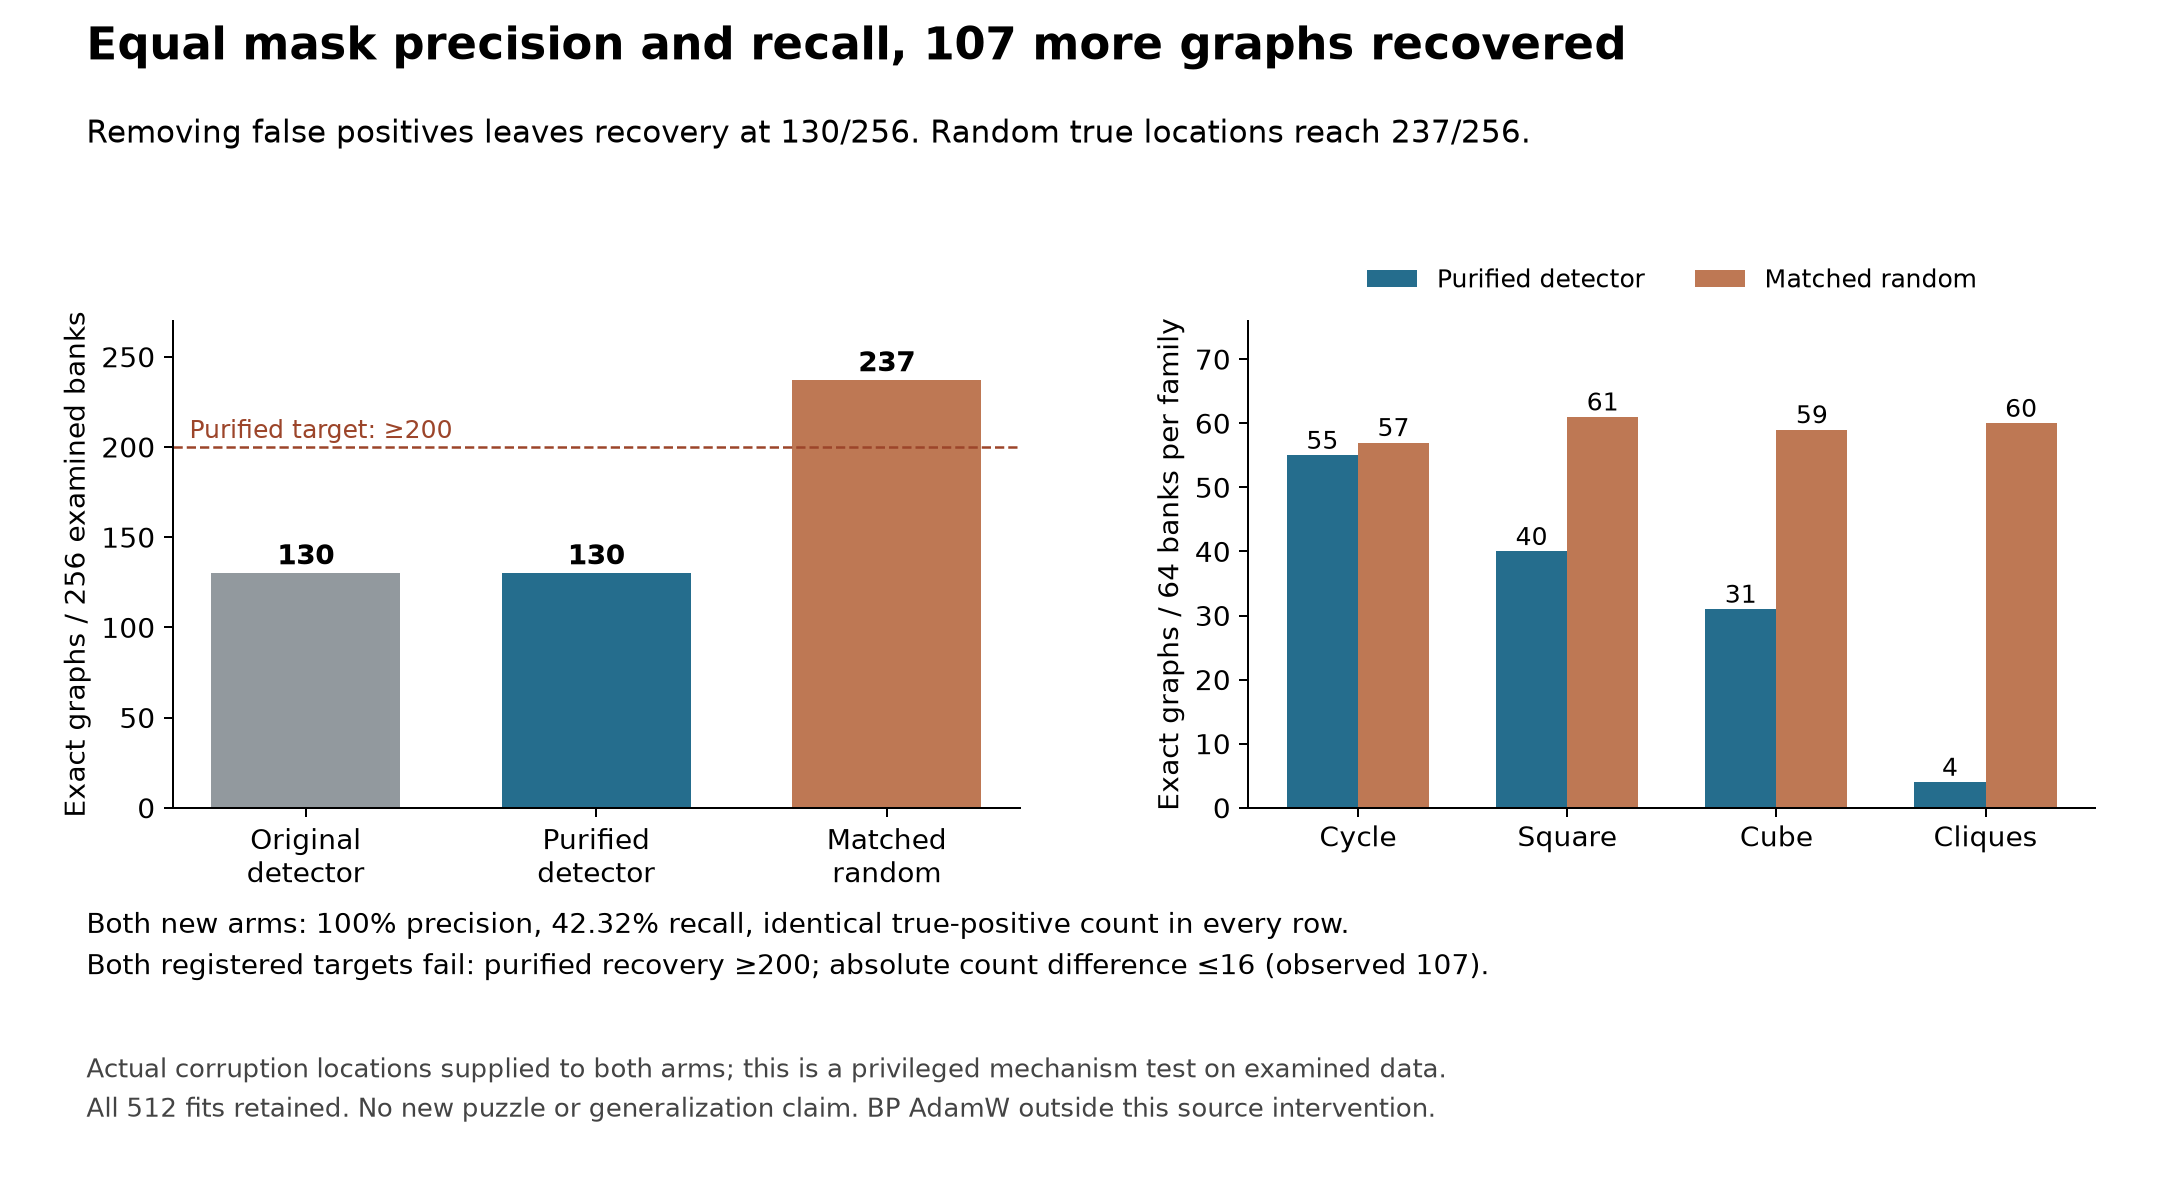 Equal mask precision and recall, 107 more graphs recovered
Removing false positives leaves recovery at 130/256. Random true locations reach 237/256.
Exact graphs / 256 examined banks
250
200
150
100
50
0
Purified target: ≥200
130
130
237
Original
detector
Purified
detector
Matched
random
Purified detector
Matched random
Exact graphs / 64 banks per family
70
60
50
40
30
20
10
0
55
57
40
61
31
59
4
60
Cycle
Square
Cube
Cliques
Both new arms: 100% precision, 42.32% recall, identical true-positive count in every row.
Both registered targets fail: purified recovery ≥200; absolute count difference ≤16 (observed 107).
Actual corruption locations supplied to both arms; this is a privileged mechanism test on examined data.
All 512 fits retained. No new puzzle or generalization claim. BP AdamW outside this source intervention.